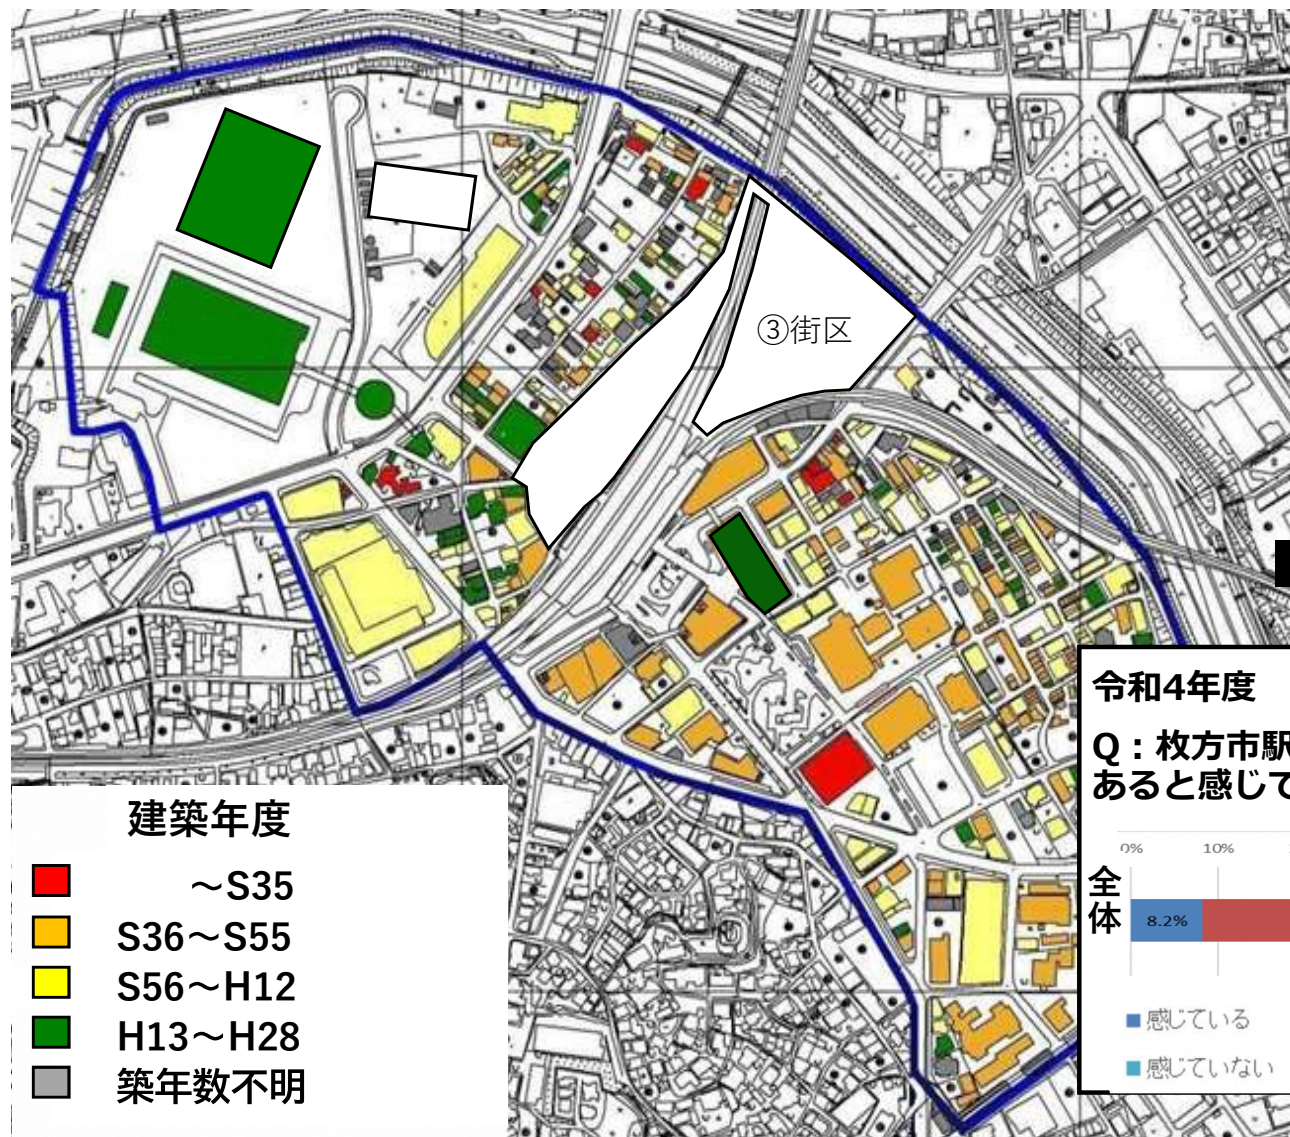 ③街区
建築年度
～S35
S36～S55
S56～H12
H13～H28
築年数不明
令和4年度
Q：枚方市駅
あると感じて
0%
10%
全体
8.2%
感じている
感じていない